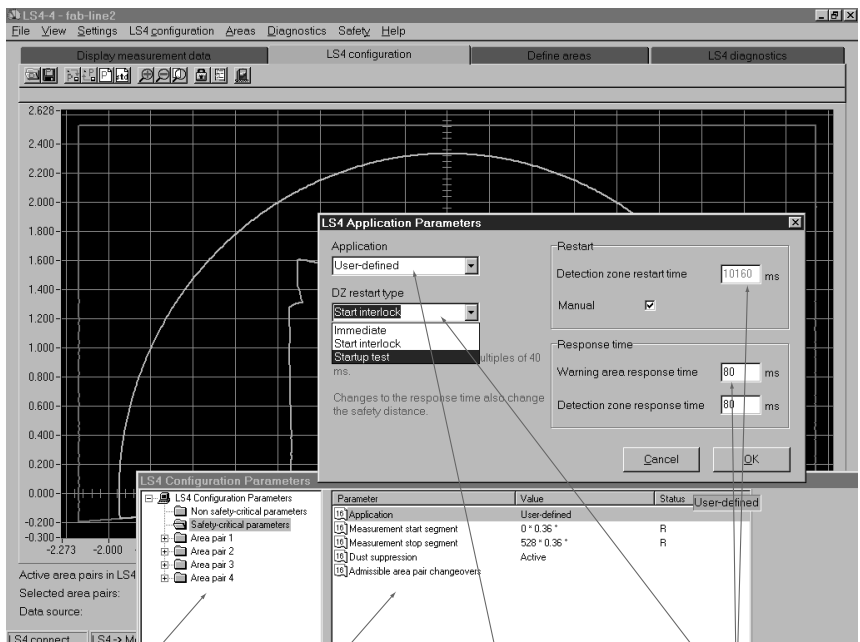 LS4-4 - fab-line2
File View Settings LS4 configuration Areas Diagnostics Safety Help
Display measurement data LS4 configuration Define areas LS4 diagnostics
2.628
2.400
2.200
2.000
1.800
1.600
1.400
1.200
1.000
0.800
0.600
0.400
0.200
0.000
-0.200
-0.300
-2.273 -2.000
LS4 Application Parameters
Application
User-defined
DZ restart type
Start interlock
Immediate
Start interlock
Startup test
ultiples of 40
ms.
Changes to the response time also change
the safety distance.
Restart
Detection zone restart time 10160 ms
Manual
Response time
Warning area response time 80 ms
Detection zone response time 80 ms
Cancel OK
LS4 Configuration Parameters
LS4 Configuration Parameters
Non safety-critical parameters
Safety-critical parameters
Area pair 1
Area pair 2
Area pair 3
Area pair 4
Parameter Value Status User-defined
Application User-defined
Measurement start segment 0 * 0.36 ° R
Measurement stop segment 528 * 0.36 ° R
Dust suppression Active
Admissible area pair changeovers
Active area pairs in LS4
Selected area pairs:
Data source:
LS4 connect LS4 -> M